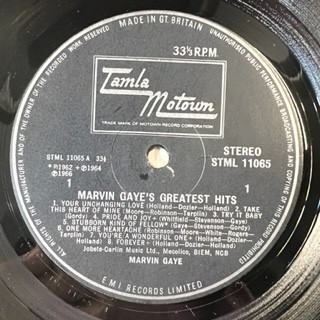 MADE IN GT. BRITAIN
UNAUTHORISED PUBLIC PERFORMANCE BROADCASTING AND COPYING OF THIS RECORD PROHIBITED
ALL RIGHTS OF THE MANUFACTURER AND OF THE OWNER OF THE RECORDED WORK RESERVED
33⅓ R.P.M.
Tamla
Motown
TRADE MARK OF MOTOWN RECORD CORPORATION
STML 11065 A 33⅓
℗1962 ℗1964
℗1966
1
STEREO
STML 11065
1
MARVIN GAYE'S GREATEST HITS
1. YOUR UNCHANGING LOVE (Holland-Dozier-Holland) 2. TAKE
THIS HEART OF MINE (Moore-Robinson-Tarplin) 3. TRY IT BABY
(Gordy) 4. PRIDE AND JOY+ (Whitfield-Stevenson-Gaye)
5. STUBBORN KIND OF FELLOW* (Gaye-Stevenson-Gordy)
6. ONE MORE HEARTACHE (Moore-Robinson-White-Rogers-
Tarplin) 7. YOU'RE A WONDERFUL ONE+ (Holland-Dozier-
Holland) 8. FOREVER+ (Holland-Dozier-Holland)
Jobete-Carlin Music Ltd., Mecolico, BIEM, NCB
MARVIN GAYE
E.M.I. RECORDS LIMITED